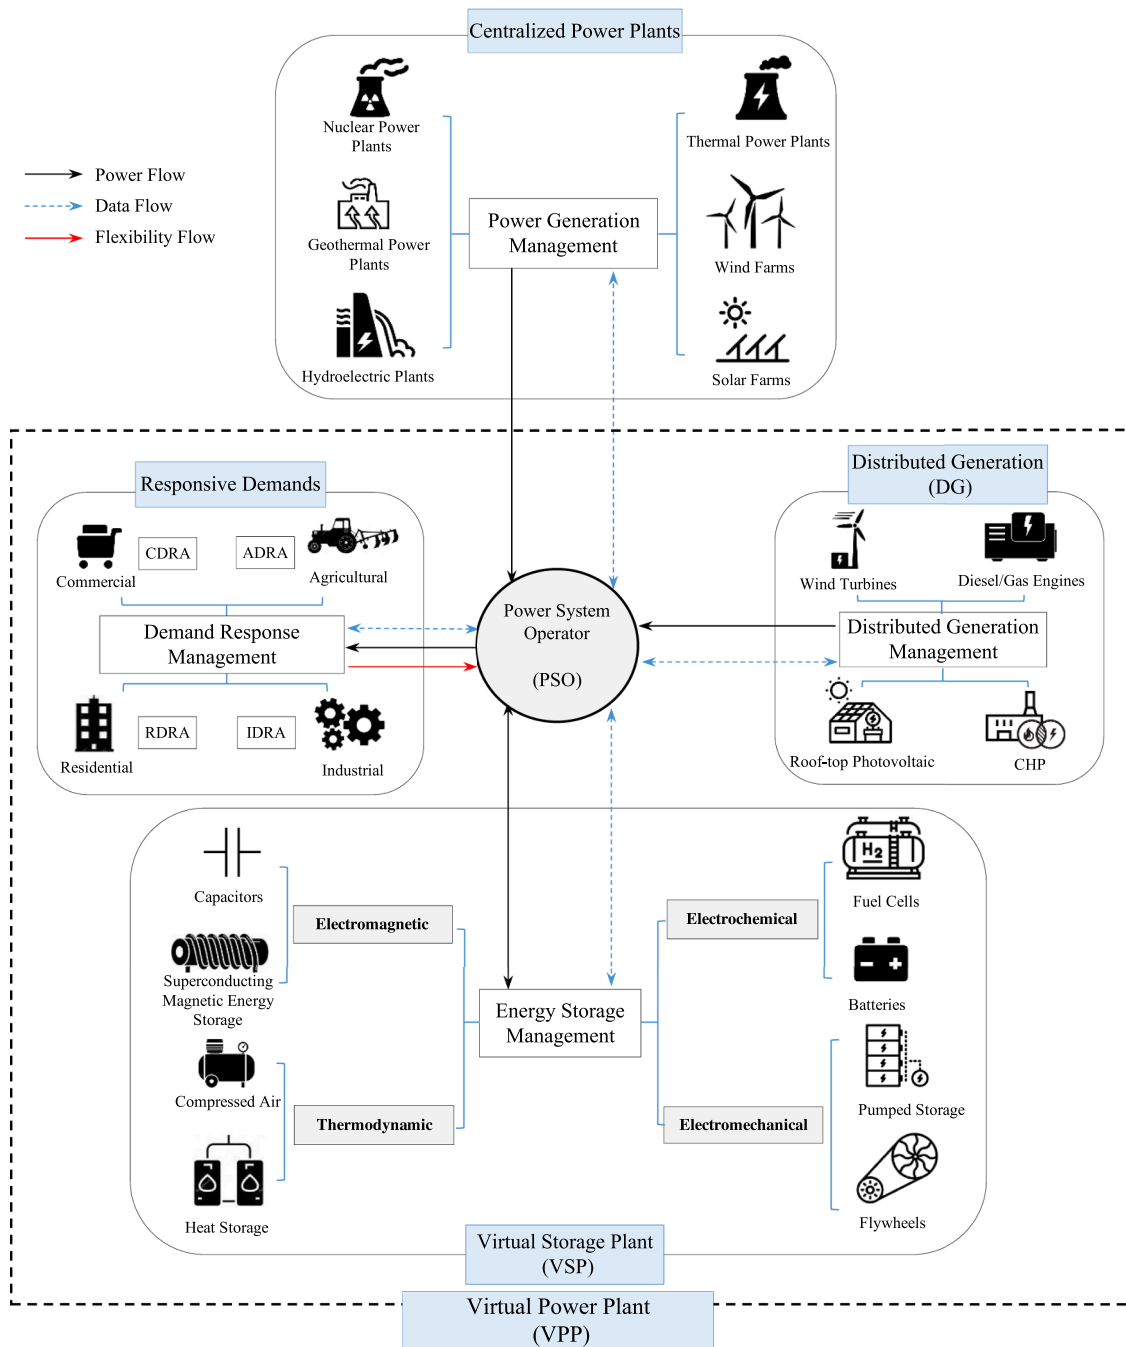 Centralized Power Plants
Nuclear Power
Plants
Thermal Power Plants
Power Flow
Data Flow
Flexibility Flow
Geothermal Power
Plants
Power Generation
Management
Wind Farms
Hydroelectric Plants
Solar Farms
Responsive Demands
Distributed Generation
(DG)
Commercial
CDRA
ADRA
Agricultural
Wind Turbines
Diesel/Gas Engines
Demand Response
Management
Power System
Operator
(PSO)
Distributed Generation
Management
RDRA
IDRA
Residential
Industrial
Roof-top Photovoltaic
CHP
Capacitors
H2
Fuel Cells
Electromagnetic
Electrochemical
Superconducting
Magnetic Energy
Storage
Batteries
Energy Storage
Management
Compressed Air
Pumped Storage
Thermodynamic
Electromechanical
Heat Storage
Flywheels
Virtual Storage Plant
(VSP)
Virtual Power Plant
(VPP)